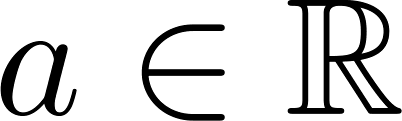 a ∈ ℝ